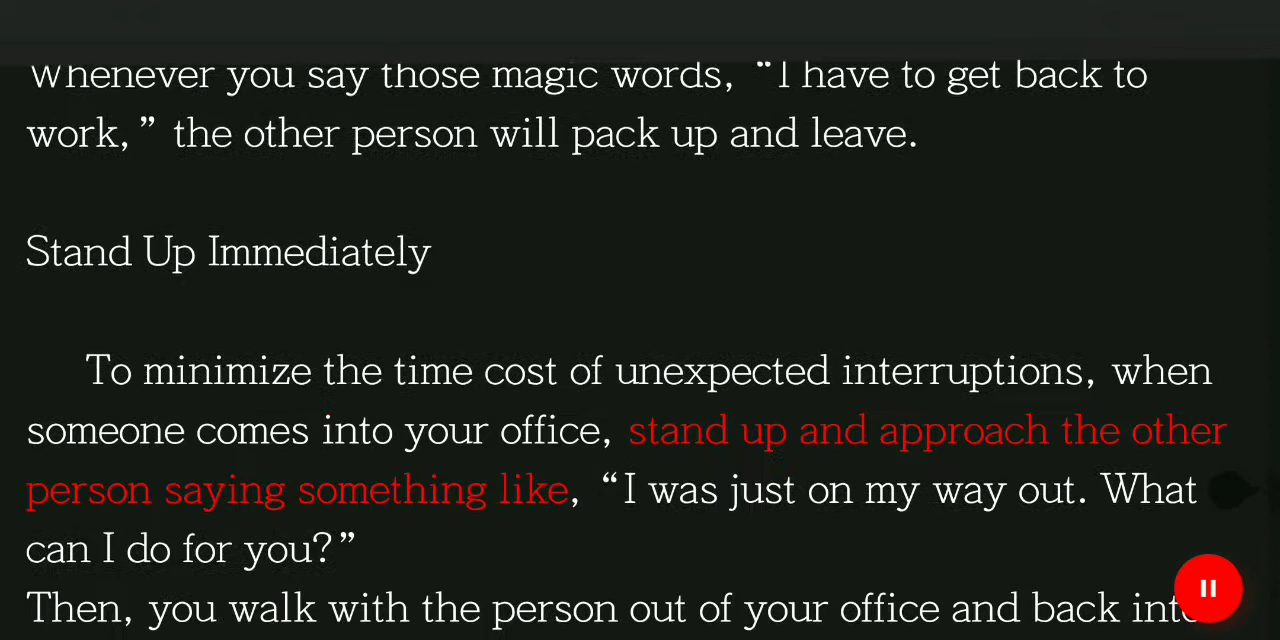 Whenever you say those magic words, “I have to get back to
work,” the other person will pack up and leave.
Stand Up Immediately
To minimize the time cost of unexpected interruptions, when
someone comes into your office, stand up and approach the other
person saying something like, “I was just on my way out. What
can I do for you?”
Then, you walk with the person out of your office and back into